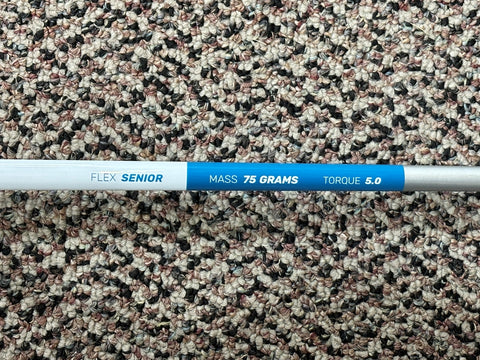 FLEX SENIOR MASS 75 GRAMS TORQUE 5.0